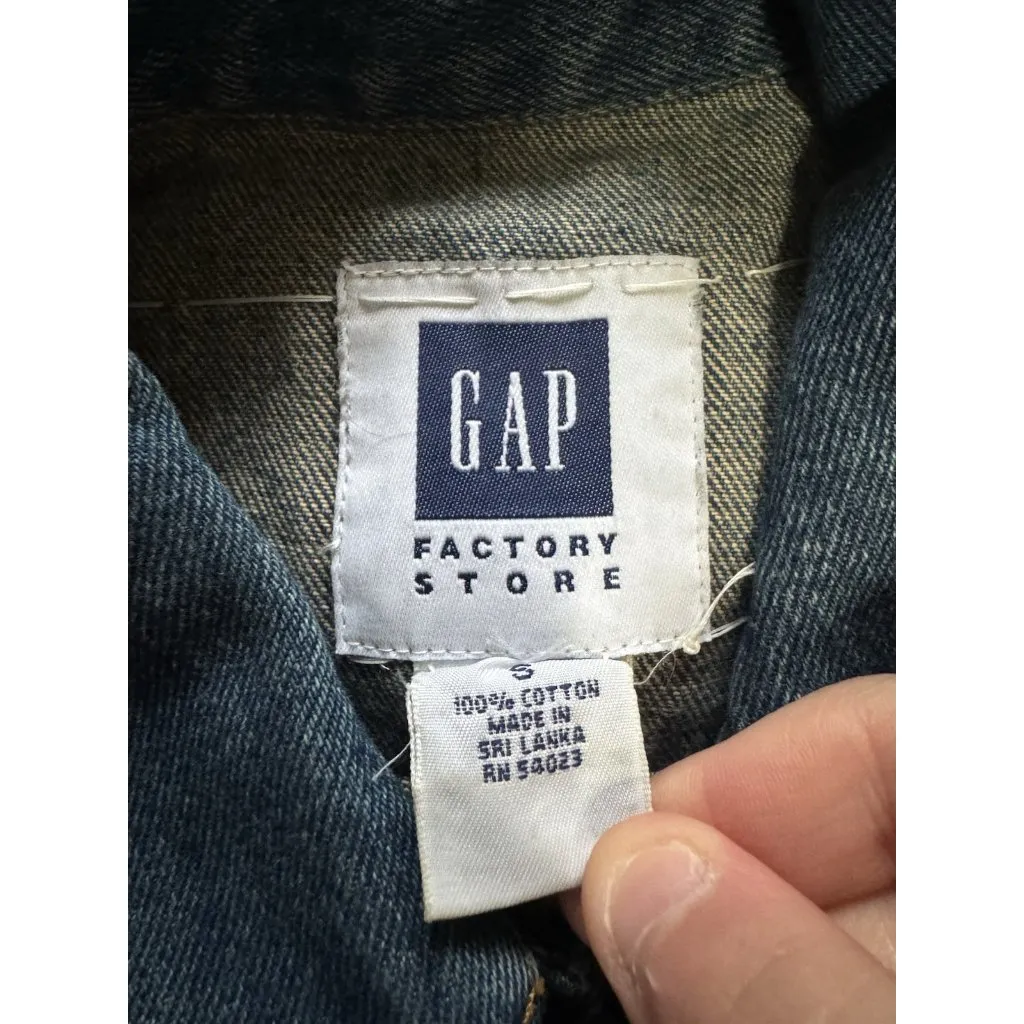 GAP
FACTORY
STORE
S
100% COTTON
MADE IN
SRI LANKA
RN 54023